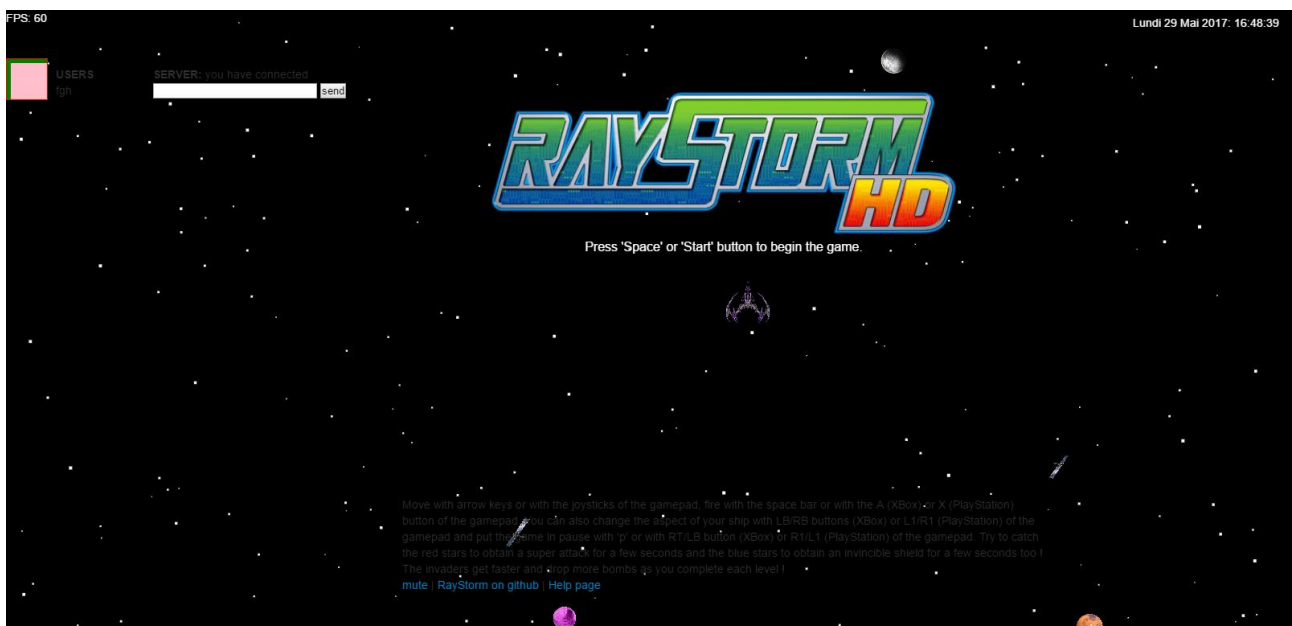 FPS: 60
Lundi 29 Mai 2017: 16:48:39
USERS
fgh
SERVER: you have connected
send
RAYSTORM
HD
Press 'Space' or 'Start' button to begin the game.
Move with arrow keys or with the joysticks of the gamepad, fire with the space bar or with the A (XBox) or X (PlayStation)
button of the gamepad. You can also change the aspect of your ship with LB/RB buttons (XBox) or L1/R1 (PlayStation) of the
gamepad and put the game in pause with 'p' or with RT/LB button (XBox) or R1/L1 (PlayStation) of the gamepad. Try to catch
the red stars to obtain a super attack for a few seconds and the blue stars to obtain an invincible shield for a few seconds too !
The invaders get faster and drop more bombs as you complete each level !
mute | RayStorm on github | Help page